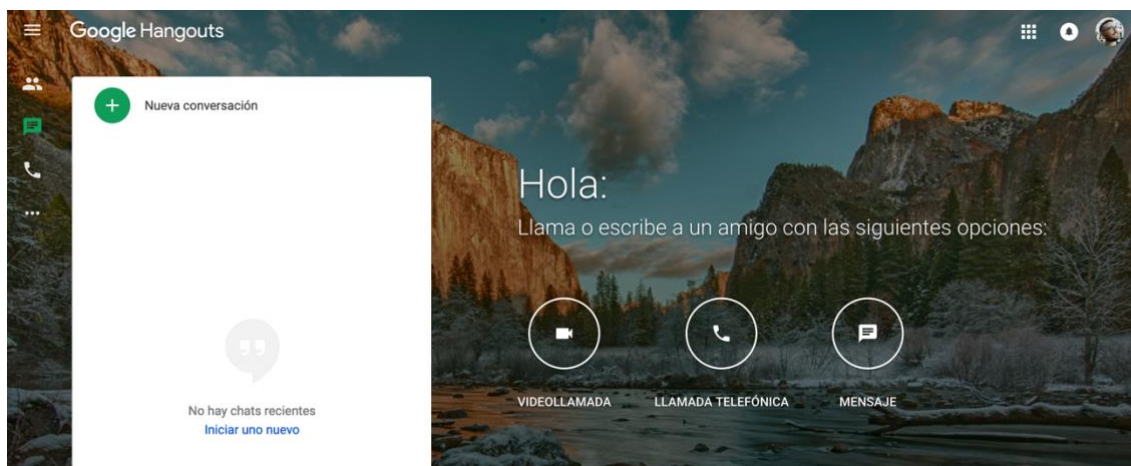 Google Hangouts
Nueva conversación
No hay chats recientes
Iniciar uno nuevo
Hola:
Llama o escribe a un amigo con las siguientes opciones:
VIDEOLLAMADA
LLAMADA TELEFÓNICA
MENSAJE